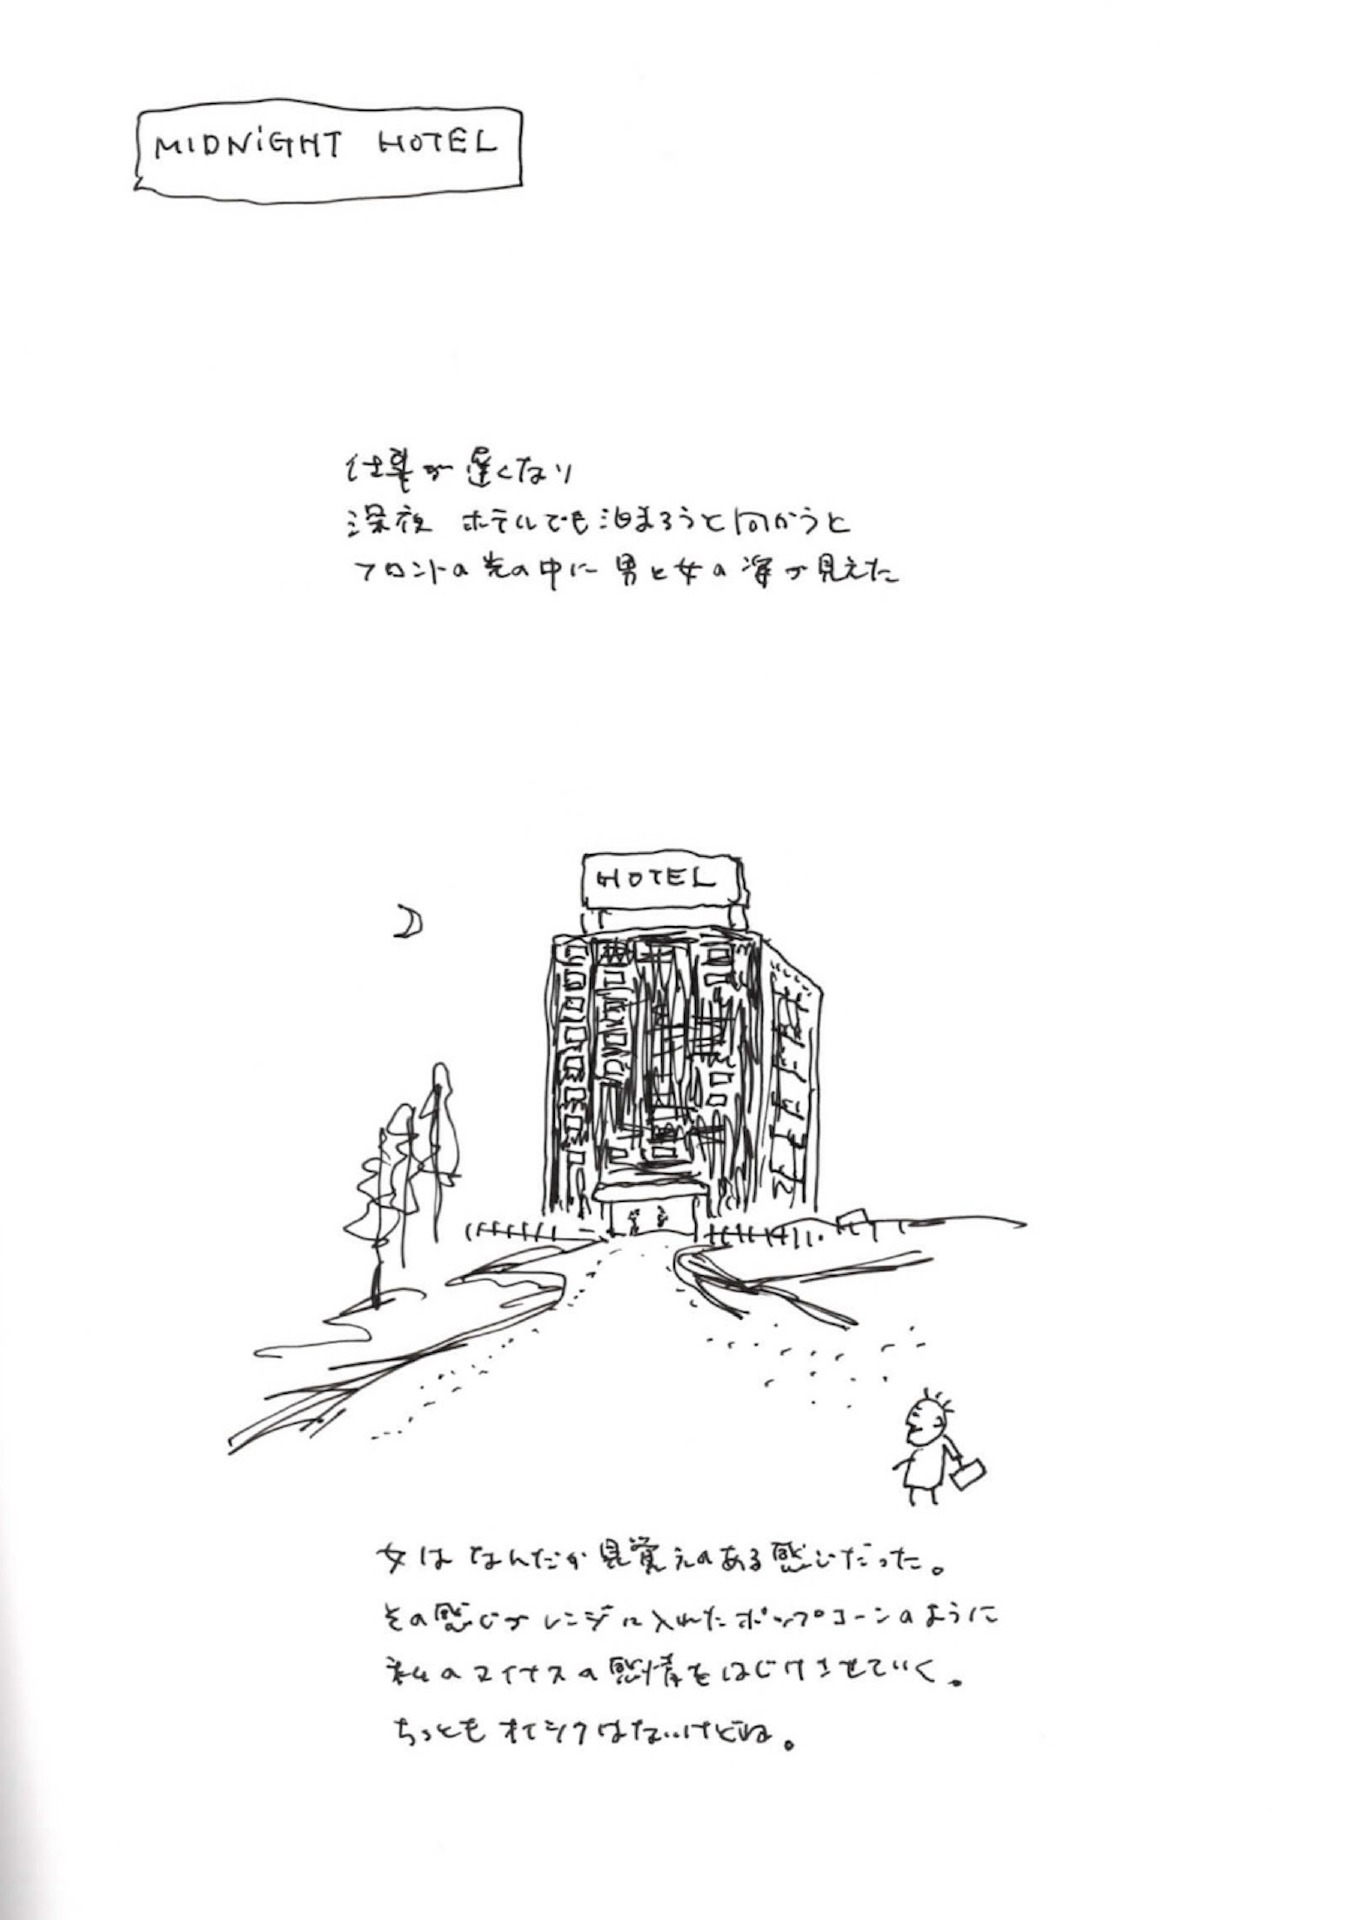 MIDNiGHT HOTEL
仕事が遅くなり
深夜 ホテルでも泊まろうと向かうと
フロントの光の中に男と女の姿が見えた
HOTEL
女はなんだか見覚えのある感じだった。
その感じがレンジに入れたポップコーンのように
私のマイナスの感情をはじけさせていく。
ちっともオイシクはないけどね。